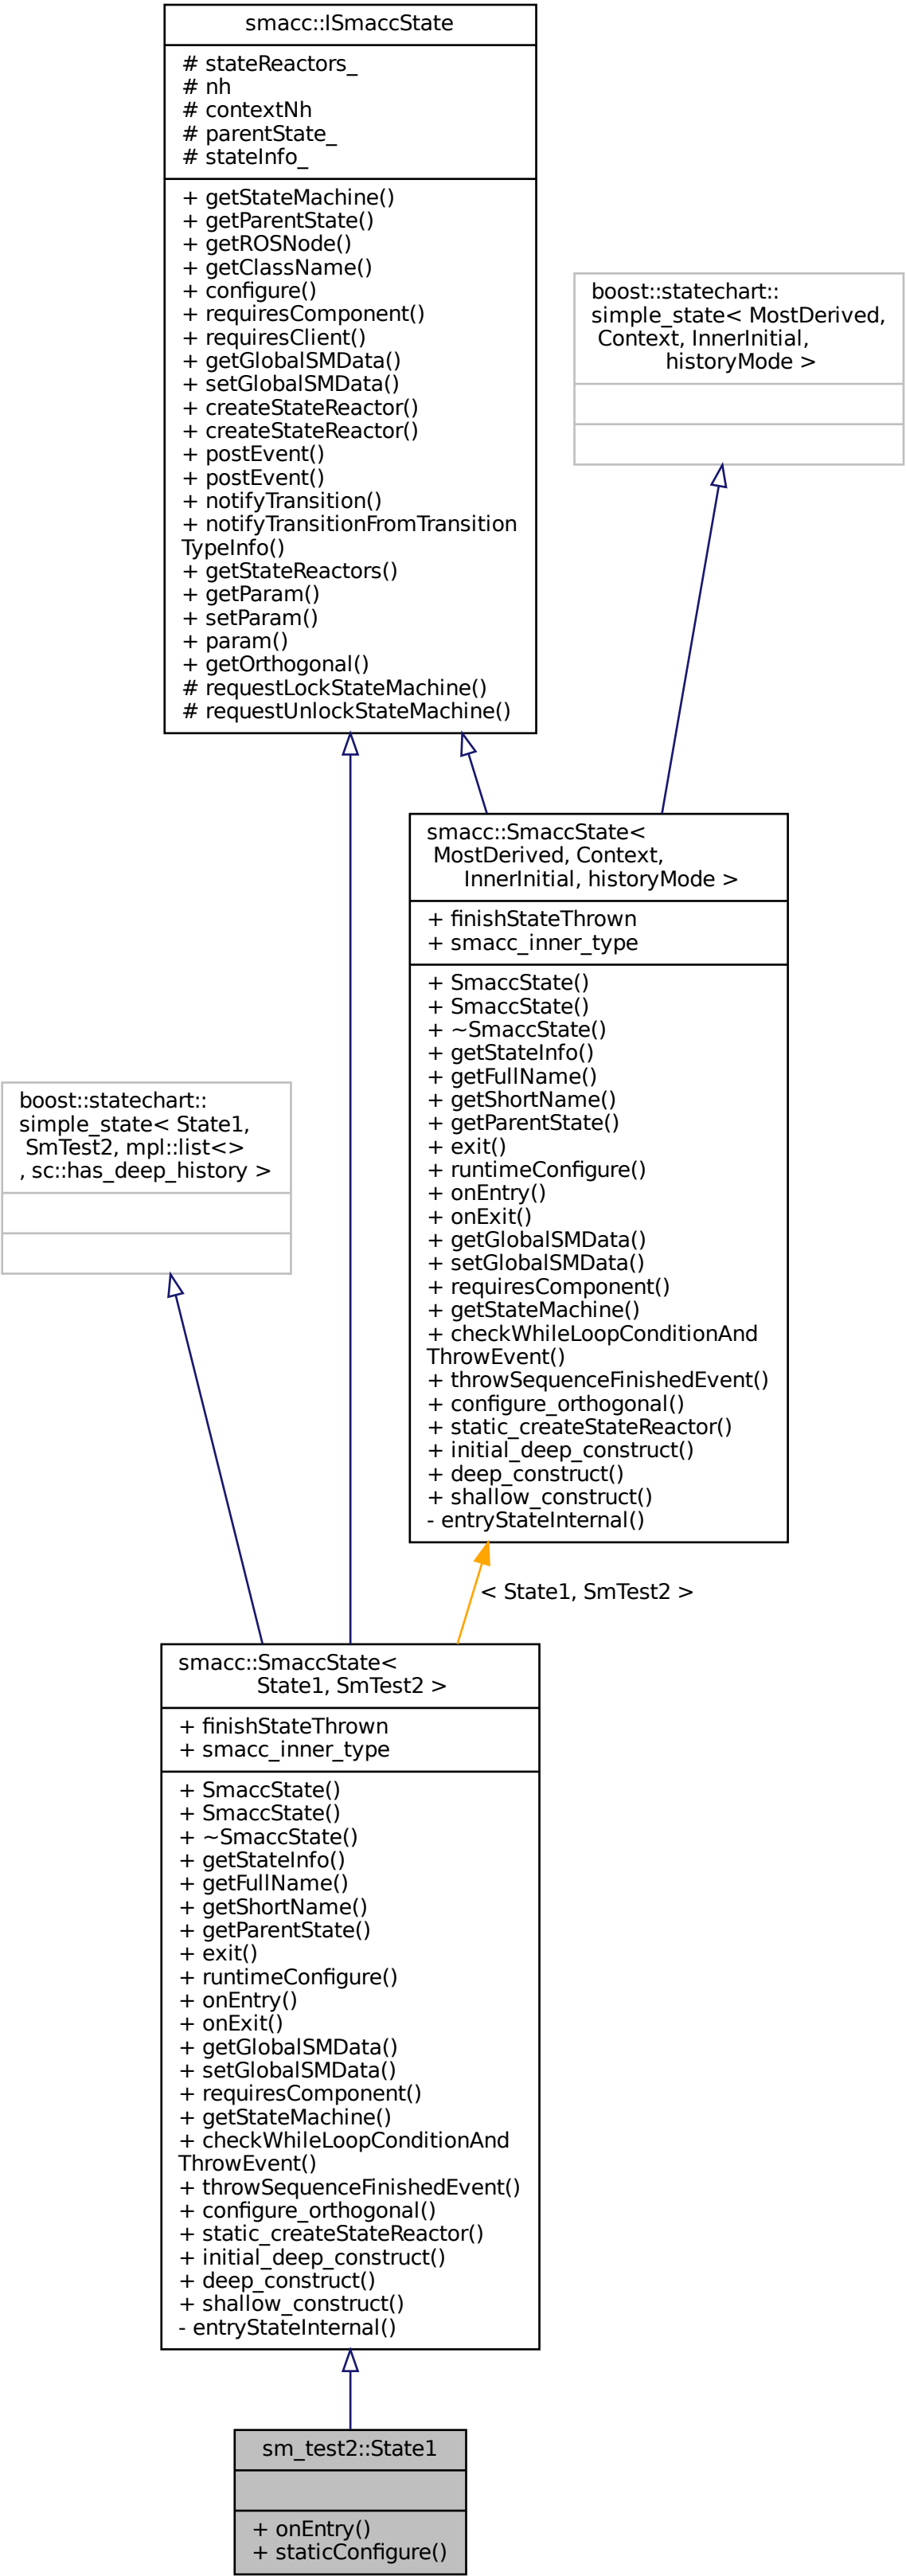 smacc::ISmaccState
# stateReactors_
# nh
# contextNh
# parentState_
# stateInfo_
+ getStateMachine()
+ getParentState()
+ getROSNode()
+ getClassName()
+ configure()
+ requiresComponent()
+ requiresClient()
+ getGlobalSMData()
+ setGlobalSMData()
+ createStateReactor()
+ createStateReactor()
+ postEvent()
+ postEvent()
+ notifyTransition()
+ notifyTransitionFromTransition
TypeInfo()
+ getStateReactors()
+ getParam()
+ setParam()
+ param()
+ getOrthogonal()
# requestLockStateMachine()
# requestUnlockStateMachine()
boost::statechart::
simple_state< MostDerived,
Context, InnerInitial,
historyMode >
smacc::SmaccState<
MostDerived, Context,
InnerInitial, historyMode >
+ finishStateThrown
+ smacc_inner_type
+ SmaccState()
+ SmaccState()
+ ~SmaccState()
+ getStateInfo()
+ getFullName()
+ getShortName()
+ getParentState()
+ exit()
+ runtimeConfigure()
+ onEntry()
+ onExit()
+ getGlobalSMData()
+ setGlobalSMData()
+ requiresComponent()
+ getStateMachine()
+ checkWhileLoopConditionAnd
ThrowEvent()
+ throwSequenceFinishedEvent()
+ configure_orthogonal()
+ static_createStateReactor()
+ initial_deep_construct()
+ deep_construct()
+ shallow_construct()
- entryStateInternal()
boost::statechart::
simple_state< State1,
SmTest2, mpl::list<>
, sc::has_deep_history >
< State1, SmTest2 >
smacc::SmaccState<
State1, SmTest2 >
+ finishStateThrown
+ smacc_inner_type
+ SmaccState()
+ SmaccState()
+ ~SmaccState()
+ getStateInfo()
+ getFullName()
+ getShortName()
+ getParentState()
+ exit()
+ runtimeConfigure()
+ onEntry()
+ onExit()
+ getGlobalSMData()
+ setGlobalSMData()
+ requiresComponent()
+ getStateMachine()
+ checkWhileLoopConditionAnd
ThrowEvent()
+ throwSequenceFinishedEvent()
+ configure_orthogonal()
+ static_createStateReactor()
+ initial_deep_construct()
+ deep_construct()
+ shallow_construct()
- entryStateInternal()
sm_test2::State1
+ onEntry()
+ staticConfigure()